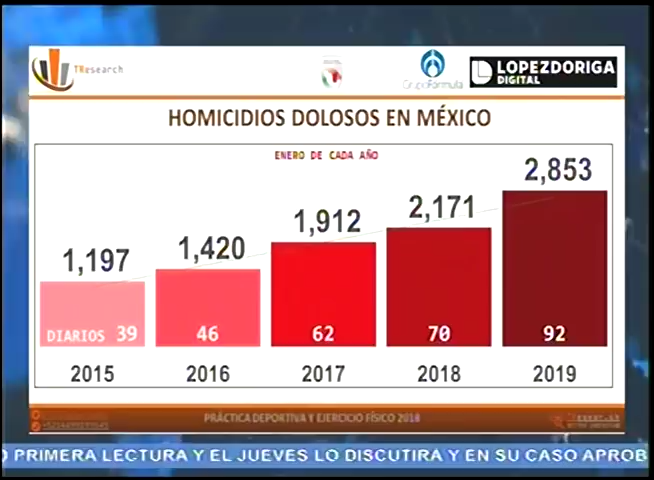 TResearch
GrupoFormula
LOPEZDORIGA
DIGITAL
HOMICIDIOS DOLOSOS EN MÉXICO
ENERO DE CADA AÑO
1,197
1,420
1,912
2,171
2,853
DIARIOS 39
46
62
70
92
2015
2016
2017
2018
2019
PRÁCTICA DEPORTIVA Y EJERCICIO FÍSICO 2018
O PRIMERA LECTURA Y EL JUEVES LO DISCUTIRA Y EN SU CASO APROB